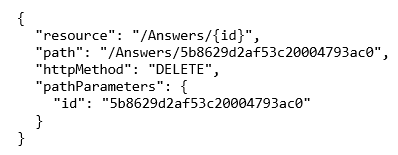 {
  "resource": "/Answers/{id}",
  "path": "/Answers/5b8629d2af53c20004793ac0",
  "httpMethod": "DELETE",
  "pathParameters": {
    "id": "5b8629d2af53c20004793ac0"
  }
}